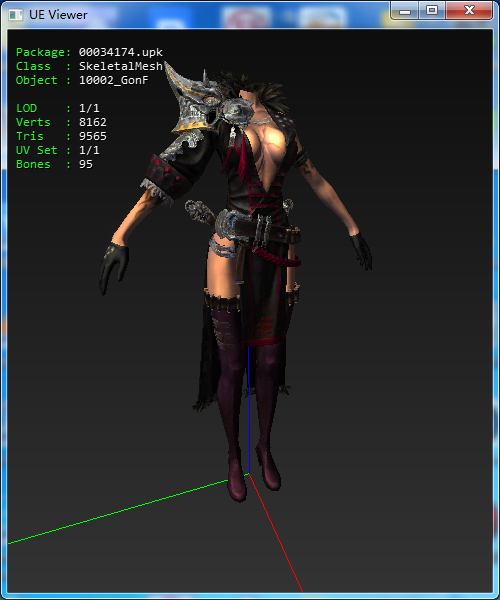 UE Viewer
Package: 00034174.upk
Class  : SkeletalMesh
Object : 10002_GonF
LOD    : 1/1
Verts  : 8162
Tris   : 9565
UV Set : 1/1
Bones  : 95